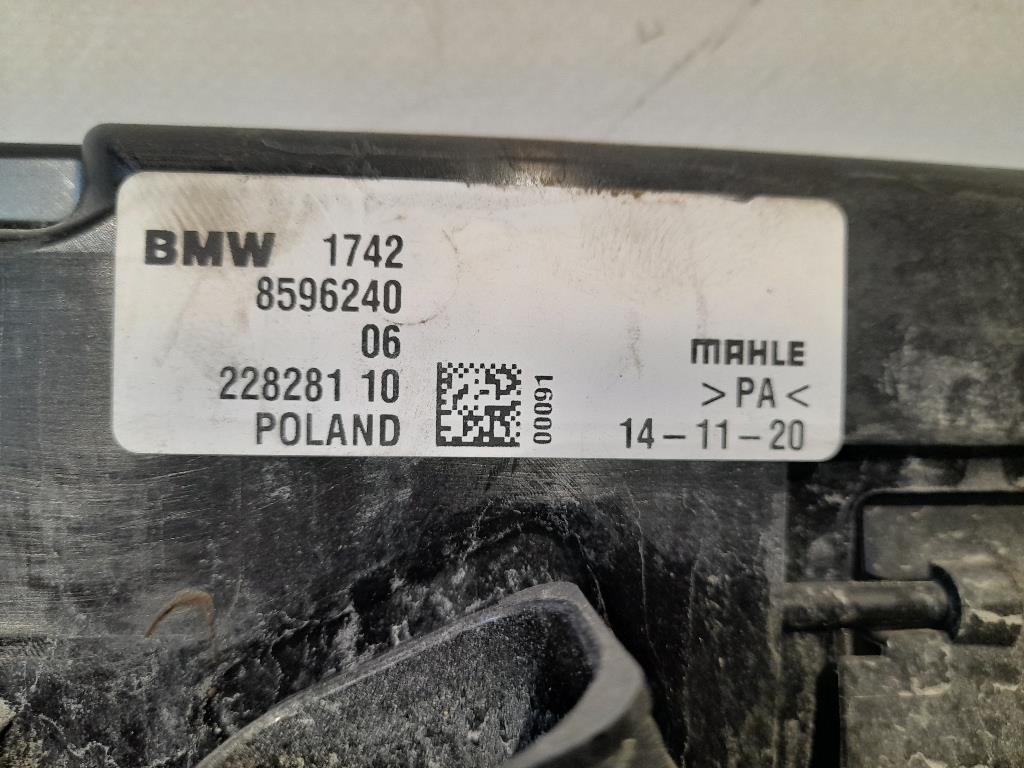 BMW 1742
8596240
06
228281 10
POLAND
00091
MAHLE
>PA<
14-11-20